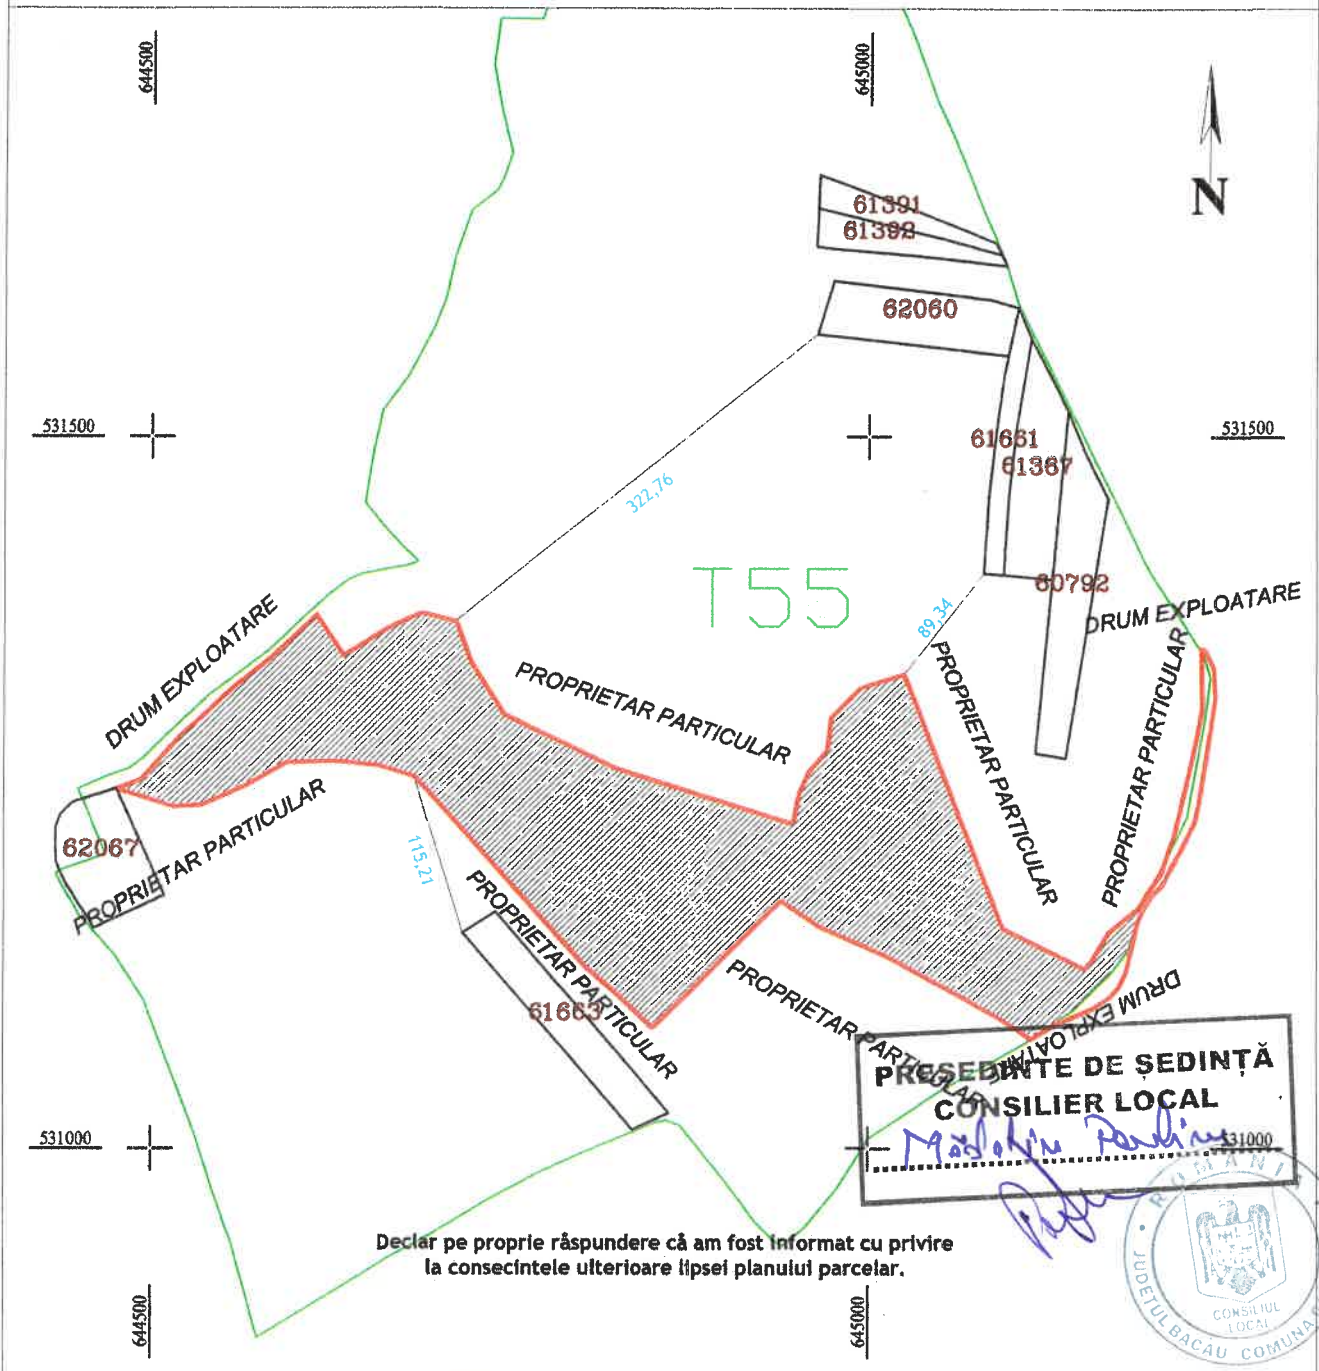 644500
645000
N
61391
61392
62060
531500
531500
61661
61367
322,76
T55
60792
89,34
DRUM EXPLOATARE
DRUM EXPLOATARE
PROPRIETAR PARTICULAR
PROPRIETAR PARTICULAR
PROPRIETAR PARTICULAR
62067
PROPRIETAR PARTICULAR
115,21
PROPRIETAR PARTICULAR
61663
PROPRIETAR PARTICULAR
DRUM EXPLOATARE
PREȘEDINTE DE ȘEDINȚĂ
CONSILIER LOCAL
531000
531000
ROMÂNIA
JUDEȚUL BACĂU COMUNA
CONSILIUL
LOCAL
Declar pe proprie răspundere că am fost informat cu privire
la consecintele ulterioare lipsei planului parcelar.
644500
645000